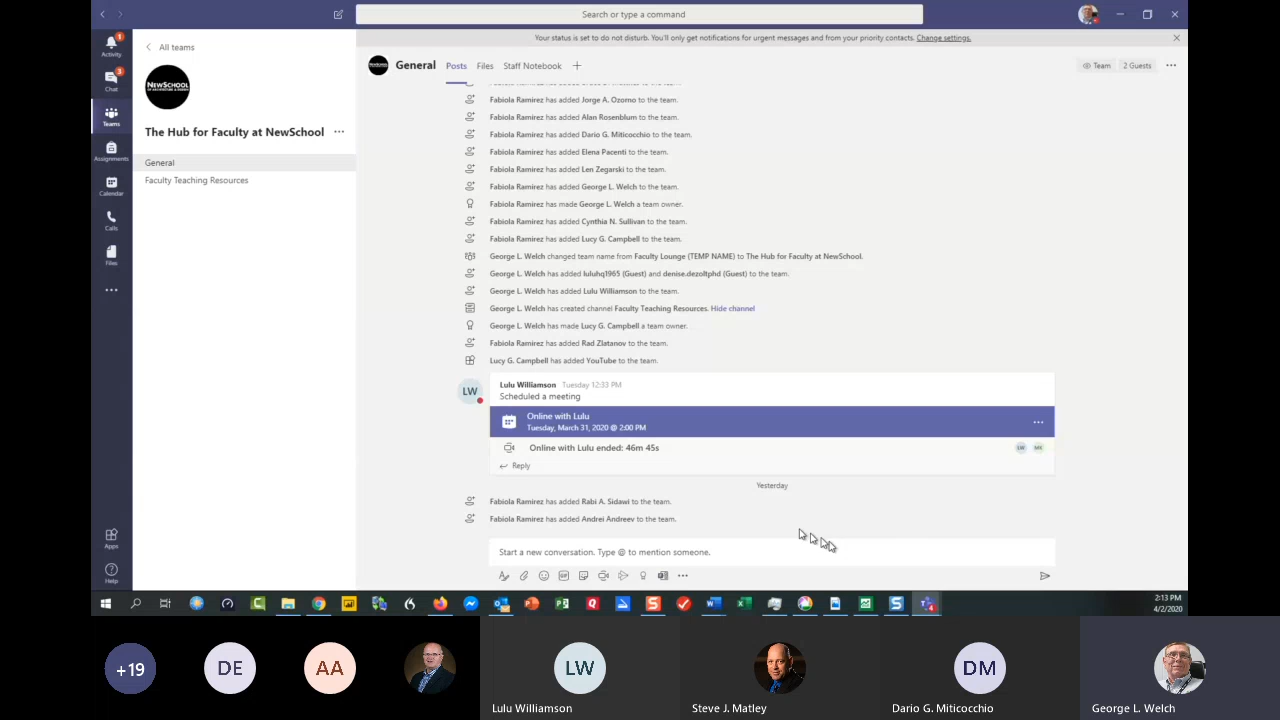 Search or type a command
Your status is set to do not disturb. You'll only get notifications for urgent messages and from your priority contacts. Change settings.
Activity
1
Chat
3
Teams
Assignments
Calendar
Calls
Files
Apps
Help
All teams
NEWSCHOOL
OF ARCHITECTURE & DESIGN
The Hub for Faculty at NewSchool
General
Faculty Teaching Resources
General
Posts
Files
Staff Notebook
Team
2 Guests
Fabiola Ramirez has added Jorge A. Ozorno to the team.
Fabiola Ramirez has added Alan Rosenblum to the team.
Fabiola Ramirez has added Dario G. Miticocchio to the team.
Fabiola Ramirez has added Elena Pacenti to the team.
Fabiola Ramirez has added Len Zegarski to the team.
Fabiola Ramirez has added George L. Welch to the team.
Fabiola Ramirez has made George L. Welch a team owner.
Fabiola Ramirez has added Cynthia N. Sullivan to the team.
Fabiola Ramirez has added Lucy G. Campbell to the team.
George L. Welch changed team name from Faculty Lounge (TEMP NAME) to The Hub for Faculty at NewSchool.
George L. Welch has added luluhq1965 (Guest) and denise.dezoltphd (Guest) to the team.
George L. Welch has added Lulu Williamson to the team.
George L. Welch has created channel Faculty Teaching Resources. Hide channel
George L. Welch has made Lucy G. Campbell a team owner.
Fabiola Ramirez has added Rad Zlatanov to the team.
Lucy G. Campbell has added YouTube to the team.
LW
Lulu Williamson Tuesday 12:33 PM
Scheduled a meeting
Online with Lulu
Tuesday, March 31, 2020 @ 2:00 PM
Online with Lulu ended: 46m 45s
LW
Reply
Yesterday
Fabiola Ramirez has added Rabi A. Sidawi to the team.
Fabiola Ramirez has added Andrei Andreev to the team.
Start a new conversation. Type @ to mention someone.
2:13 PM
4/2/2020
+19
DE
AA
LW
DM
Lulu Williamson
Steve J. Matley
Dario G. Miticocchio
George L. Welch